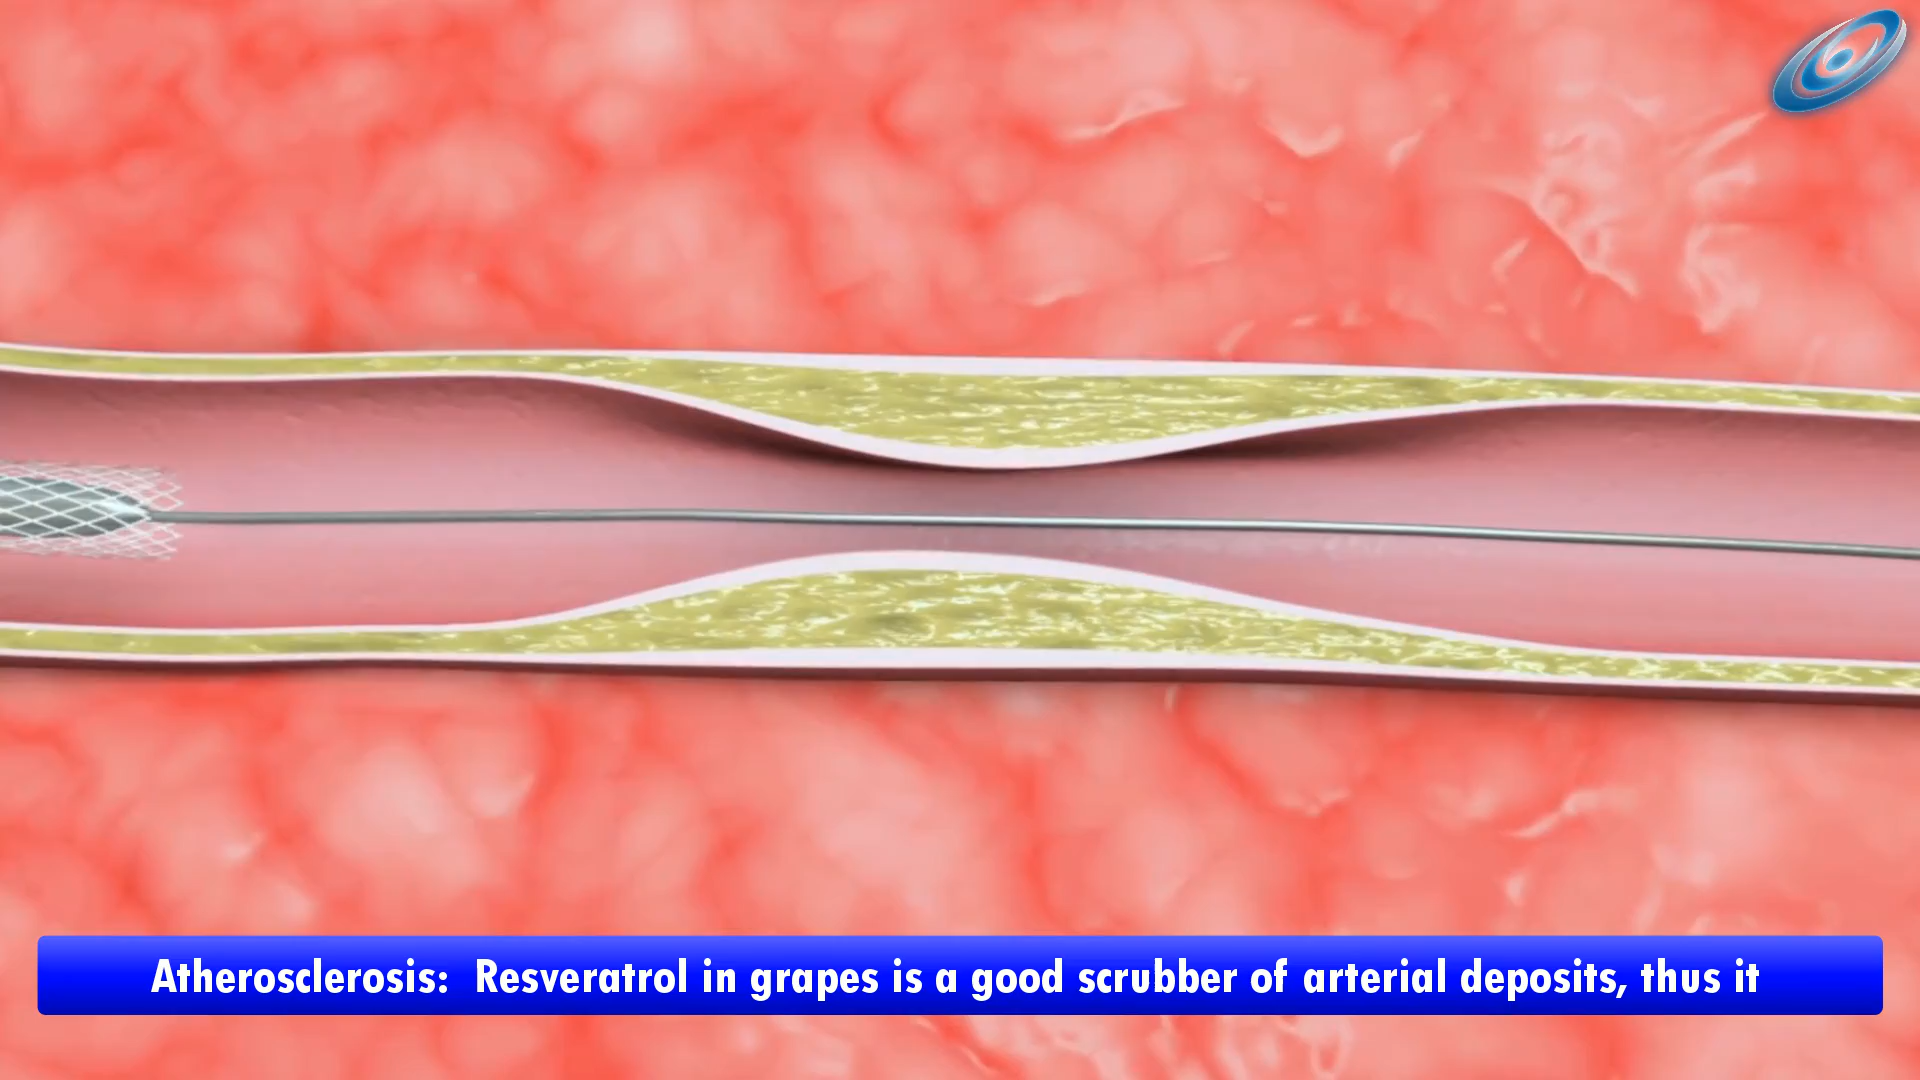 Atherosclerosis:  Resveratrol in grapes is a good scrubber of arterial deposits, thus it